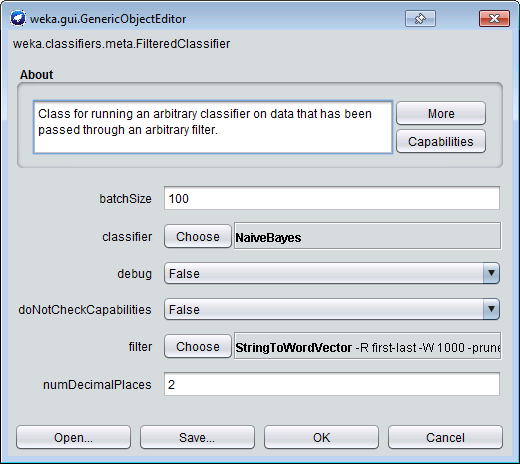 weka.gui.GenericObjectEditor
weka.classifiers.meta.FilteredClassifier
About
Class for running an arbitrary classifier on data that has been
passed through an arbitrary filter.
More
Capabilities
batchSize 100
classifier Choose NaiveBayes
debug False
doNotCheckCapabilities False
filter Choose StringToWordVector -R first-last -W 1000 -prune
numDecimalPlaces 2
Open... Save... OK Cancel